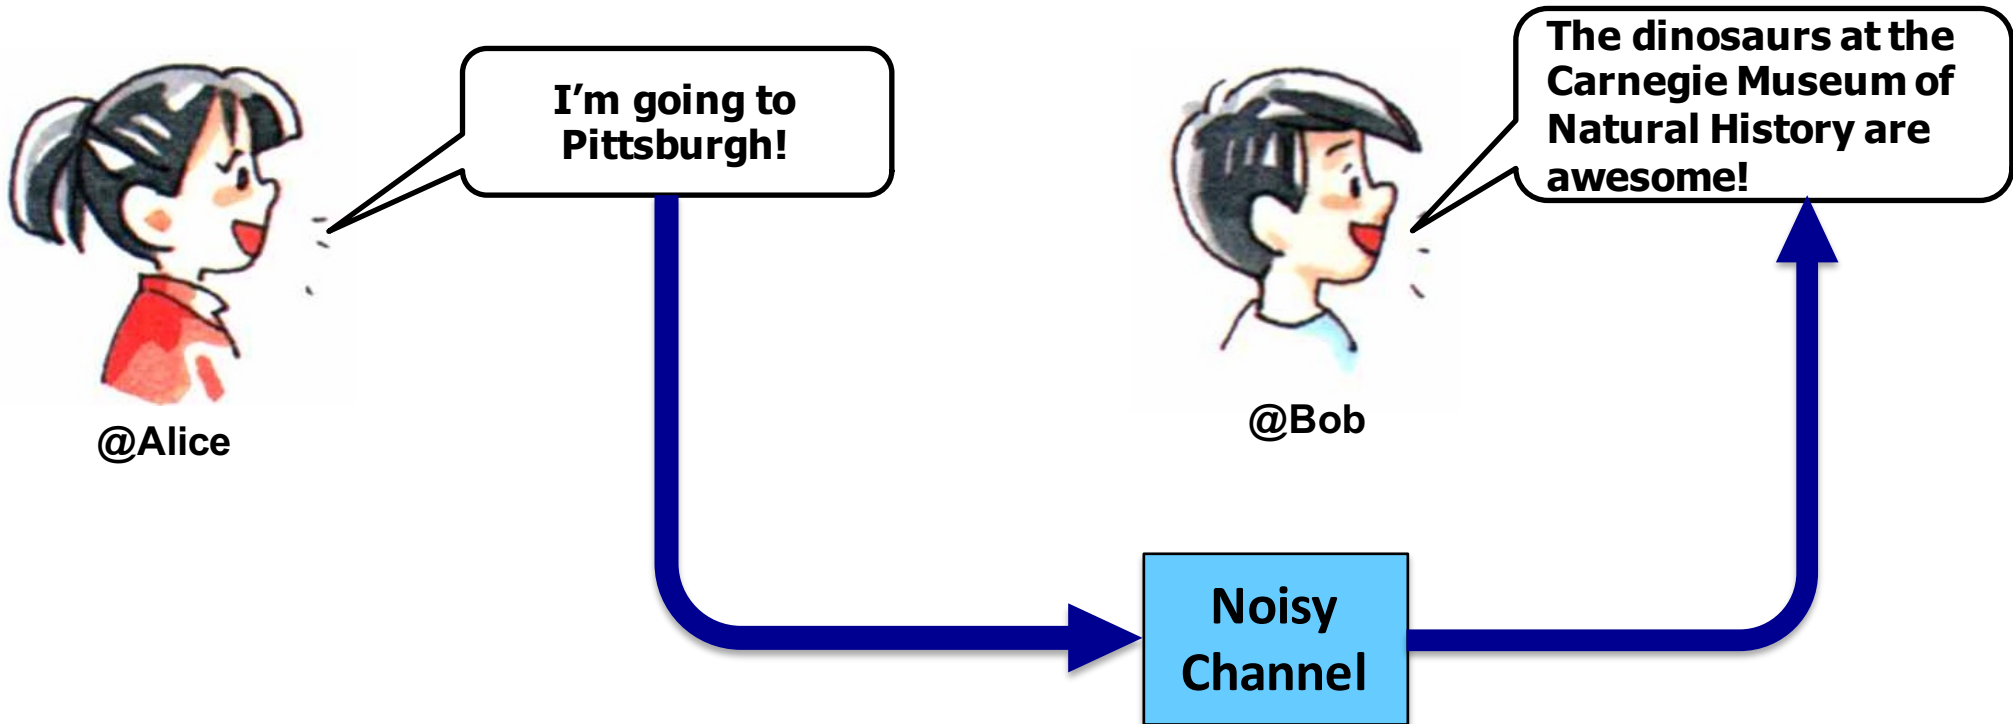 I’m going to
Pittsburgh!
The dinosaurs at the
Carnegie Museum of
Natural History are
awesome!
@Alice
@Bob
Noisy
Channel